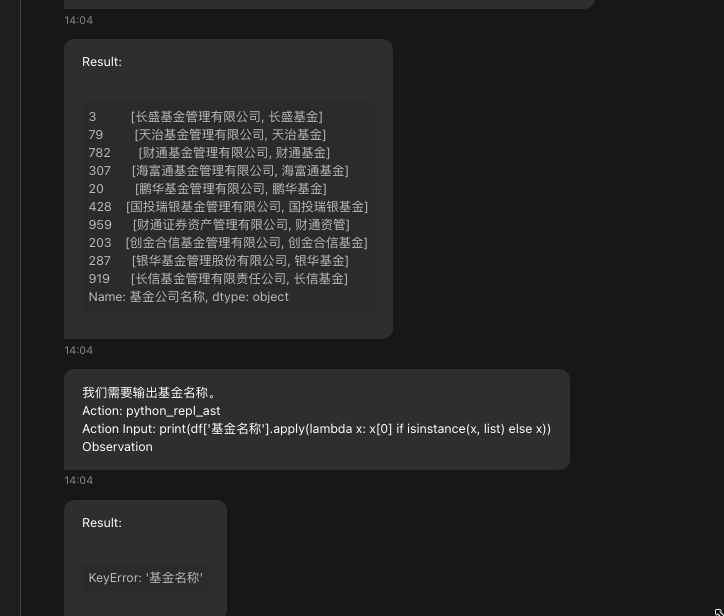 14:04
Result:
3 [长盛基金管理有限公司, 长盛基金]
79 [天治基金管理有限公司, 天治基金]
782 [财通基金管理有限公司, 财通基金]
307 [海富通基金管理有限公司, 海富通基金]
20 [鹏华基金管理有限公司, 鹏华基金]
428 [国投瑞银基金管理有限公司, 国投瑞银基金]
959 [财通证券资产管理有限公司, 财通资管]
203 [创金合信基金管理有限公司, 创金合信基金]
287 [银华基金管理股份有限公司, 银华基金]
919 [长信基金管理有限责任公司, 长信基金]
Name: 基金公司名称, dtype: object
14:04
我们需要输出基金名称。
Action: python_repl_ast
Action Input: print(df['基金名称'].apply(lambda x: x[0] if isinstance(x, list) else x))
Observation
14:04
Result:
KeyError: '基金名称'